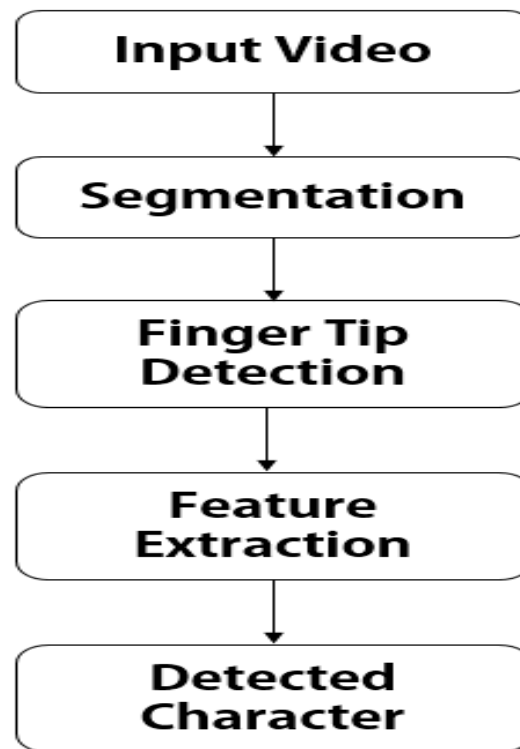 Input Video
Segmentation
Finger Tip
Detection
Feature
Extraction
Detected
Character